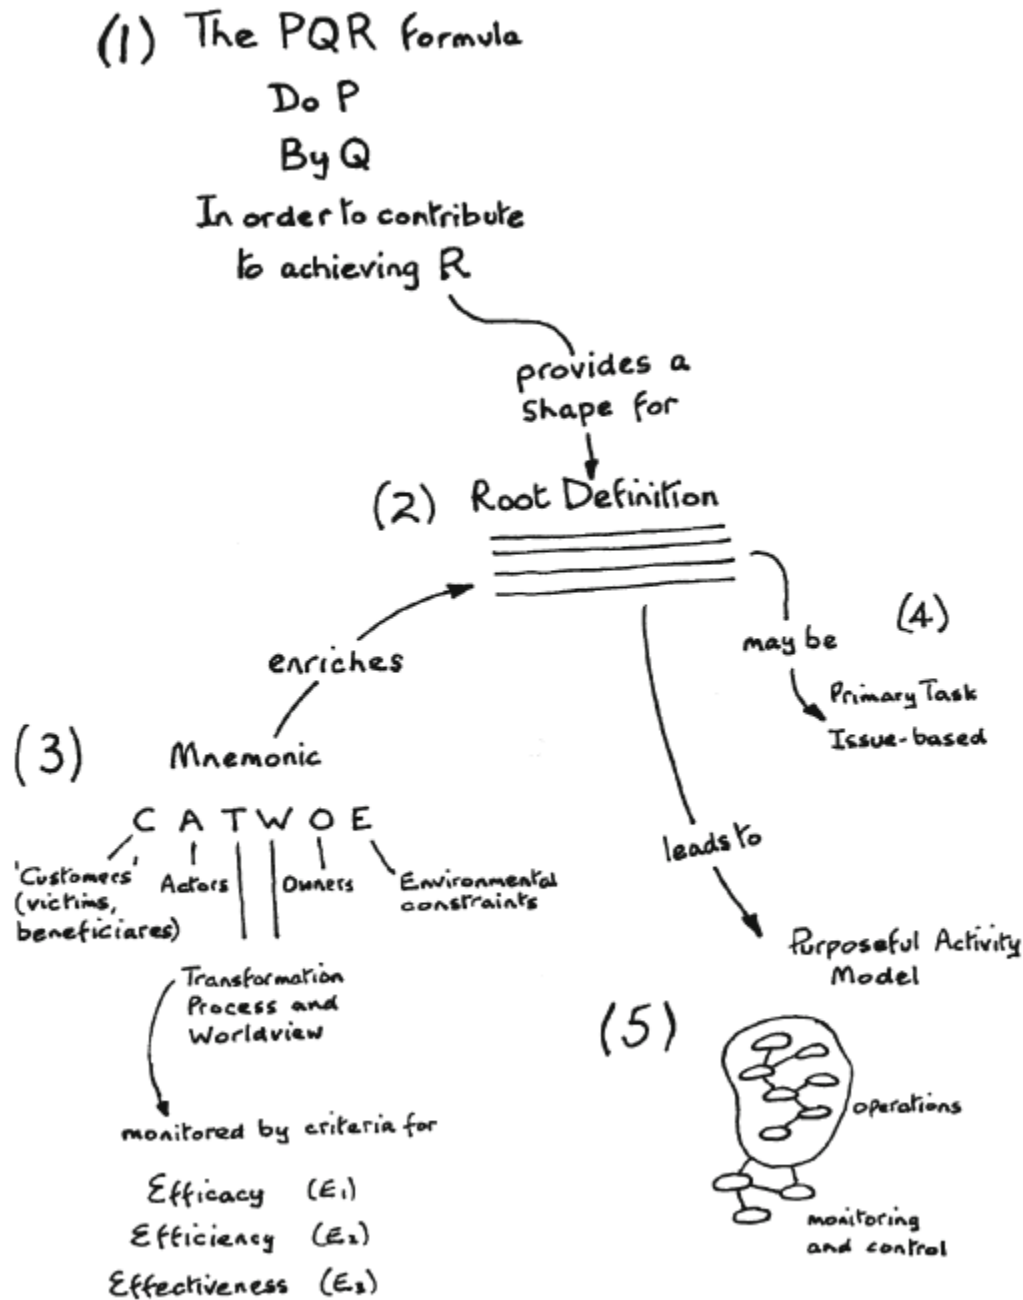 (1) The PQR formula
Do P
By Q
In order to contribute
to achieving R
provides a
shape for
(2) Root Definition
enriches
may be
(4)
Primary Task
Issue-based
(3)
Mnemonic
C A T W O E
'Customers'
(victims,
beneficiares)
Actors
Owners
Environmental
constraints
Transformation
Process and
Worldview
monitored by criteria for
Efficacy (E₁)
Efficiency (E₂)
Effectiveness (E₃)
leads to
Purposeful Activity
Model
(5)
operations
monitoring
and control